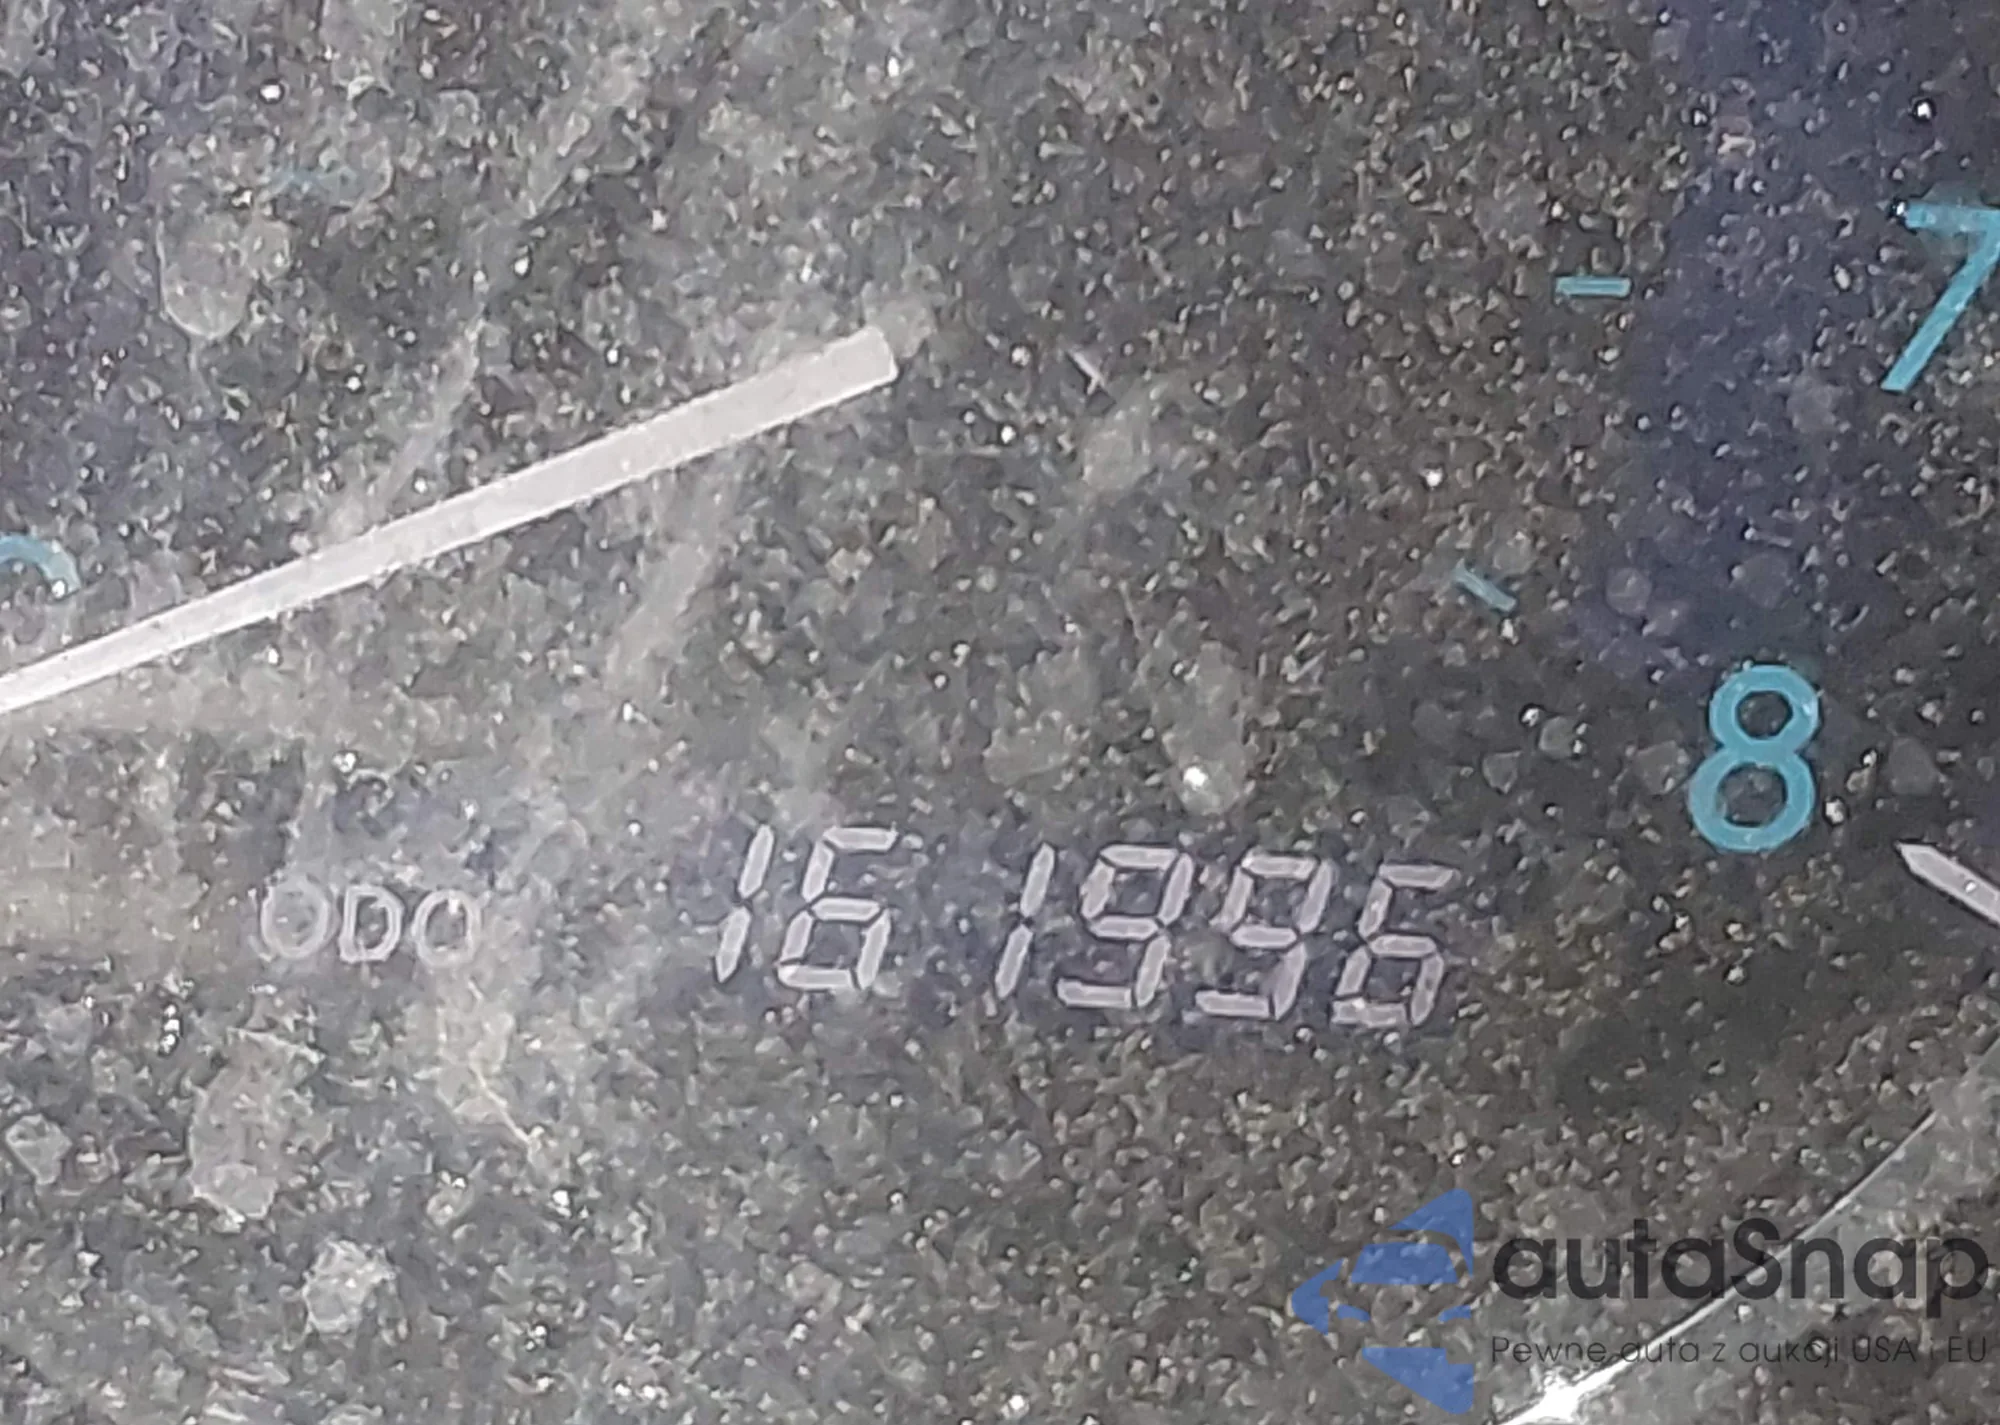 7
8
ODO 161996
autaSnap
Pewne auta z aukcji USA i EU